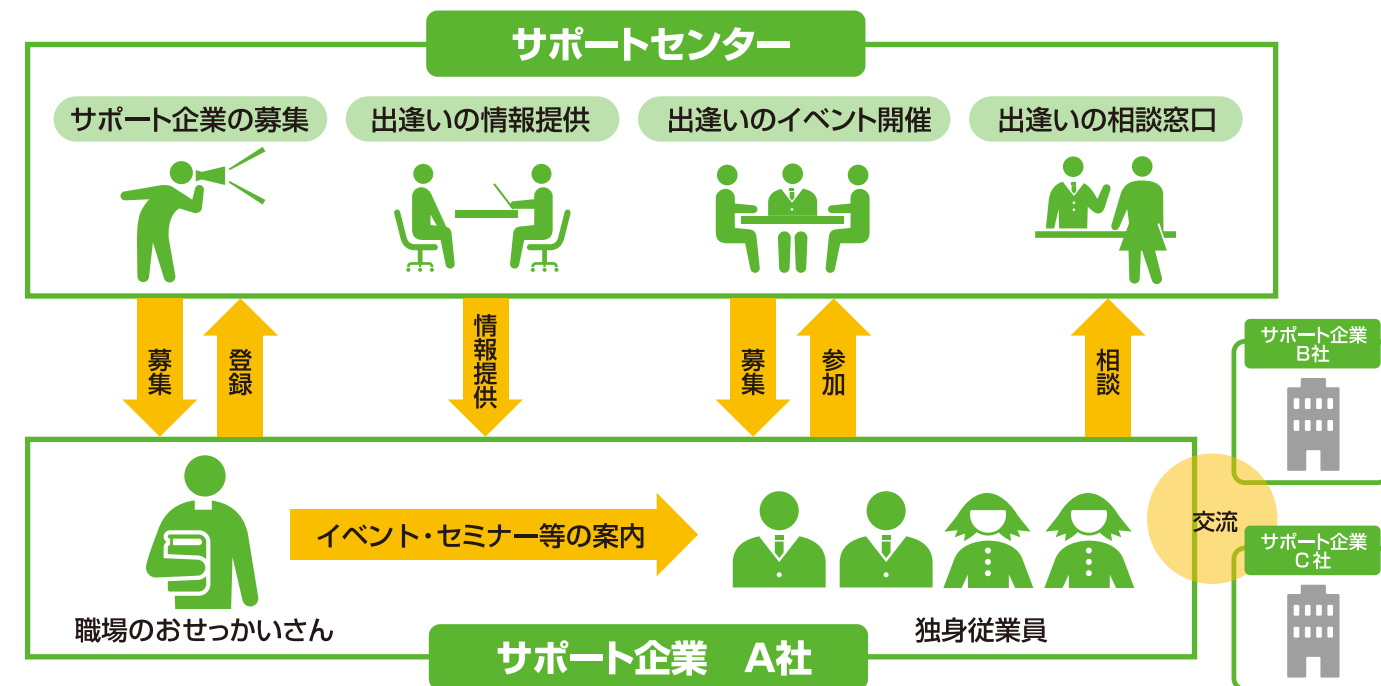 サポートセンター
サポート企業の募集
出逢いの情報提供
出逢いのイベント開催
出逢いの相談窓口
募集
登録
情報提供
募集
参加
相談
サポート企業
B社
イベント・セミナー等の案内
交流
サポート企業
C社
職場のおせっかいさん
独身従業員
サポート企業 A社